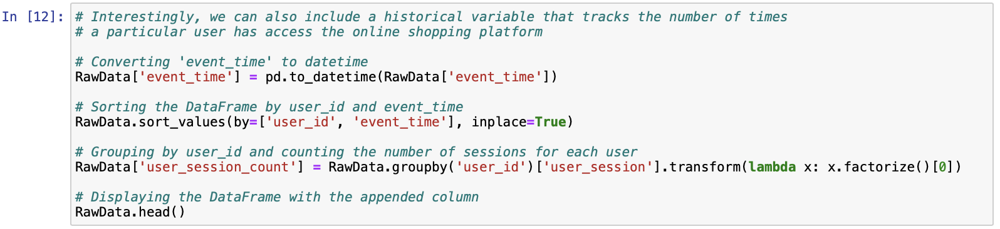 In [12]: # Interestingly, we can also include a historical variable that tracks the number of times
# a particular user has access the online shopping platform
# Converting 'event_time' to datetime
RawData['event_time'] = pd.to_datetime(RawData['event_time'])
# Sorting the DataFrame by user_id and event_time
RawData.sort_values(by=['user_id', 'event_time'], inplace=True)
# Grouping by user_id and counting the number of sessions for each user
RawData['user_session_count'] = RawData.groupby('user_id')['user_session'].transform(lambda x: x.factorize()[0])
# Displaying the DataFrame with the appended column
RawData.head()